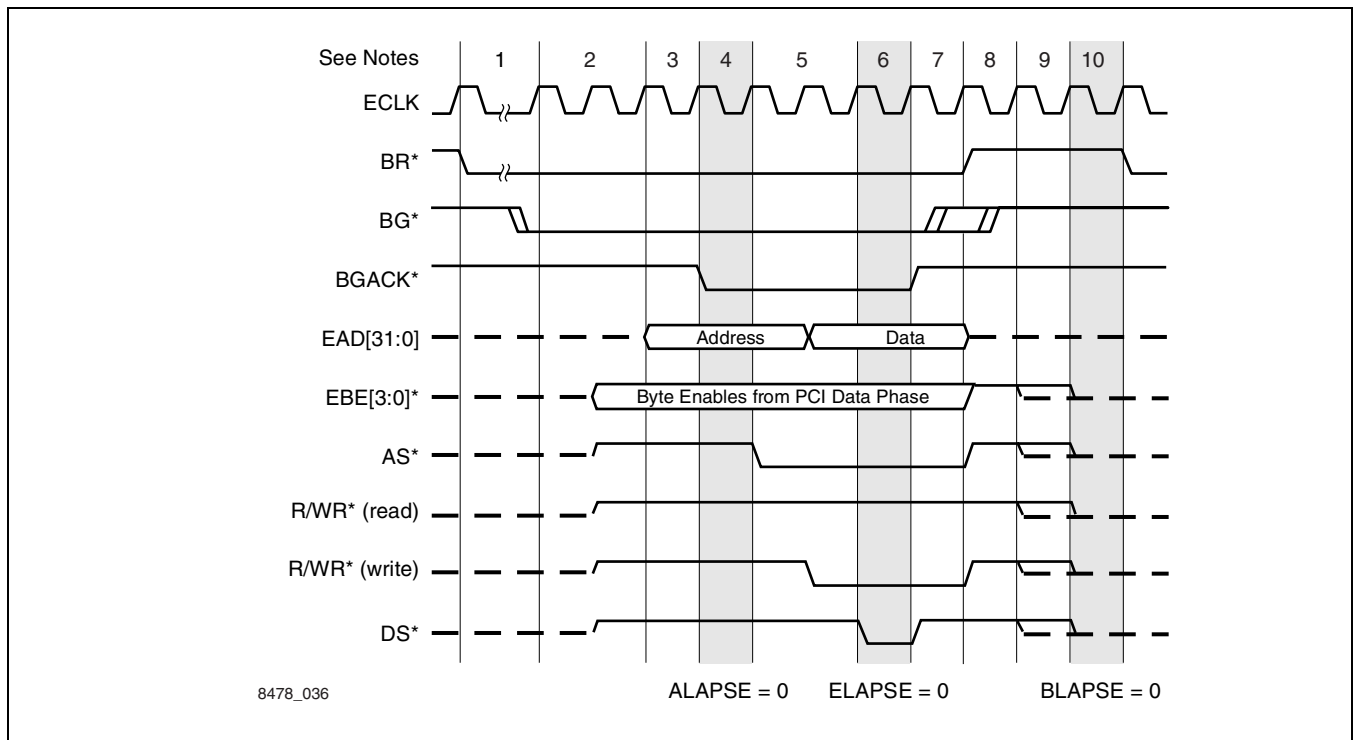 See Notes 1 2 3 4 5 6 7 8 9 10
ECLK
BR*
BG*
BGACK*
EAD[31:0] Address Data
EBE[3:0]* Byte Enables from PCI Data Phase
AS*
R/WR* (read)
R/WR* (write)
DS*
8478_036 ALAPSE = 0 ELAPSE = 0 BLAPSE = 0